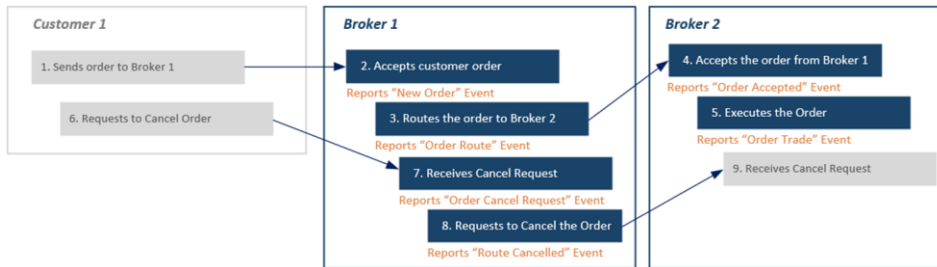 Customer 1
1. Sends order to Broker 1
6. Requests to Cancel Order
Broker 1
2. Accepts customer order
Reports “New Order” Event
3. Routes the order to Broker 2
Reports “Order Route” Event
7. Receives Cancel Request
Reports “Order Cancel Request” Event
8. Requests to Cancel the Order
Reports “Route Cancelled” Event
Broker 2
4. Accepts the order from Broker 1
Reports “Order Accepted” Event
5. Executes the Order
Reports “Order Trade” Event
9. Receives Cancel Request